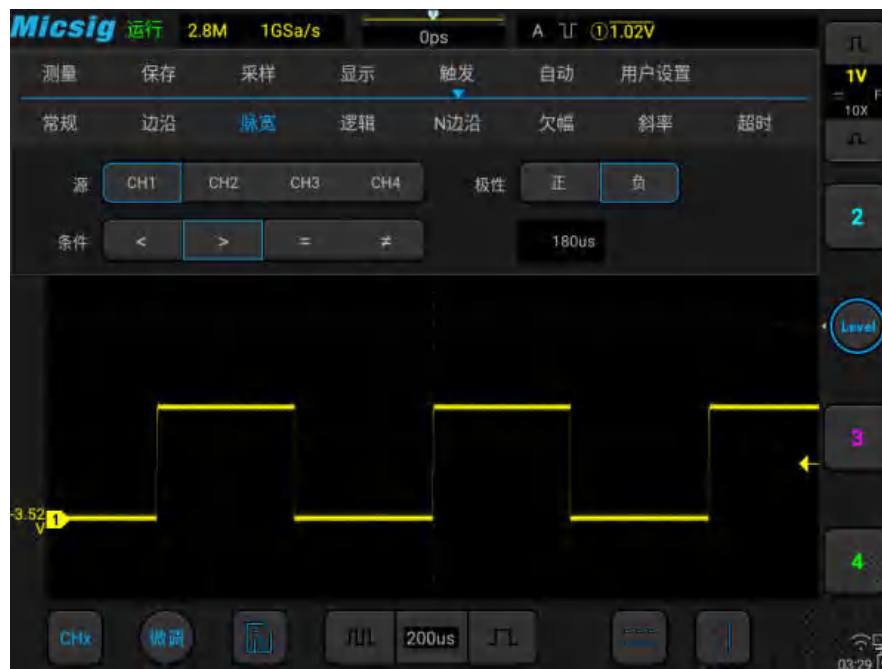 Micsig 运行 2.8M 1GSa/s 0ps A ①1.02V
测量 保存 采样 显示 触发 自动 用户设置
1V
= F
10X
常规 边沿 脉宽 逻辑 N边沿 欠幅 斜率 超时
源 CH1 CH2 CH3 CH4 极性 正 负
2
条件 < > = ≠ 180us
Level
3
-3.52
V
1
4
CHx 微调 200us
03:29